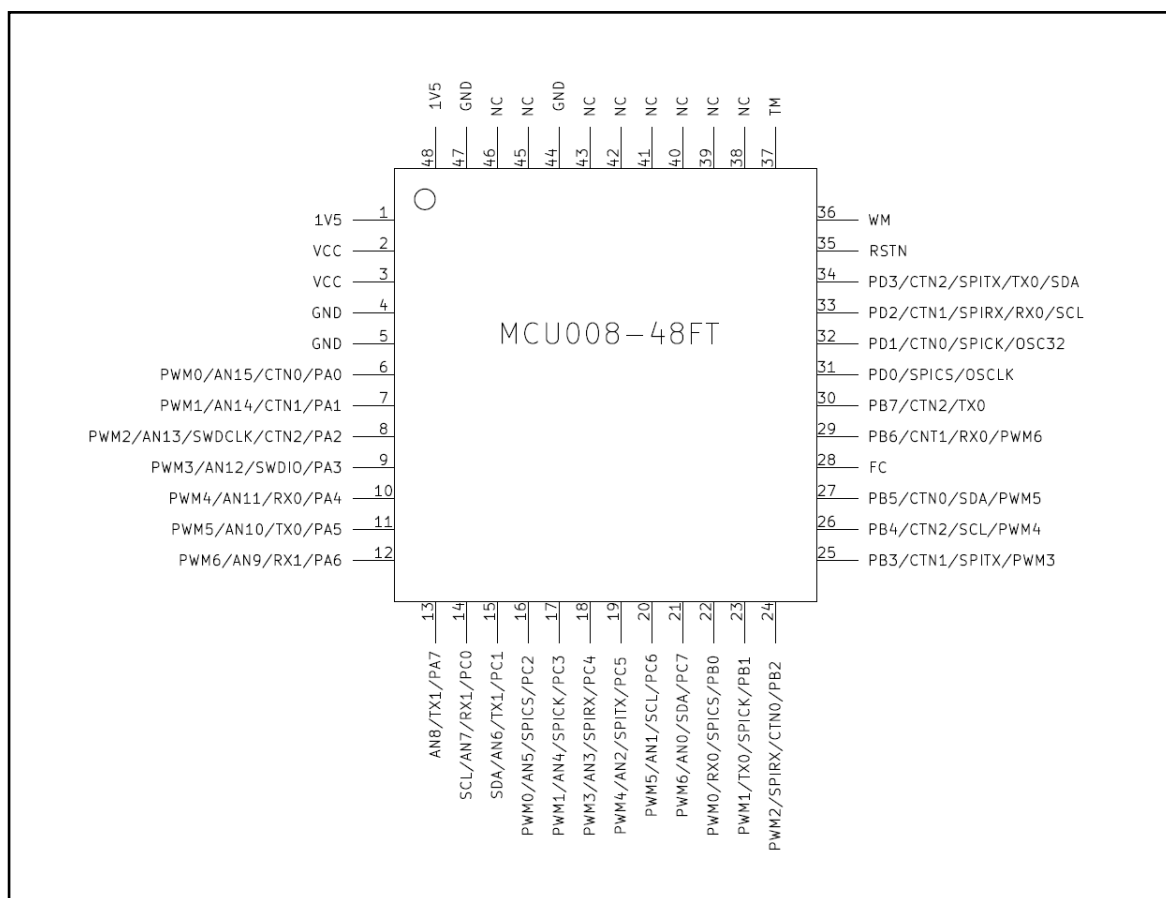 1V5
GND
NC
NC
GND
NC
NC
NC
NC
NC
NC
TM
48
47
46
45
44
43
42
41
40
39
38
37
1V5 1
VCC 2
VCC 3
GND 4
GND 5
PWM0/AN15/CTN0/PA0 6
PWM1/AN14/CTN1/PA1 7
PWM2/AN13/SWDCLK/CTN2/PA2 8
PWM3/AN12/SWDIO/PA3 9
PWM4/AN11/RX0/PA4 10
PWM5/AN10/TX0/PA5 11
PWM6/AN9/RX1/PA6 12
MCU008-48FT
36 WM
35 RSTN
34 PD3/CTN2/SPITX/TX0/SDA
33 PD2/CTN1/SPIRX/RX0/SCL
32 PD1/CTN0/SPICK/OSC32
31 PD0/SPICS/OSCLK
30 PB7/CTN2/TX0
29 PB6/CNT1/RX0/PWM6
28 FC
27 PB5/CTN0/SDA/PWM5
26 PB4/CTN2/SCL/PWM4
25 PB3/CTN1/SPITX/PWM3
13
14
15
16
17
18
19
20
21
22
23
24
AN8/TX1/PA7
SCL/AN7/RX1/PC0
SDA/AN6/TX1/PC1
PWM0/AN5/SPICS/PC2
PWM1/AN4/SPICK/PC3
PWM3/AN3/SPIRX/PC4
PWM4/AN2/SPITX/PC5
PWM5/AN1/SCL/PC6
PWM6/AN0/SDA/PC7
PWM0/RX0/SPICS/PB0
PWM1/TX0/SPICK/PB1
PWM2/SPIRX/CTN0/PB2